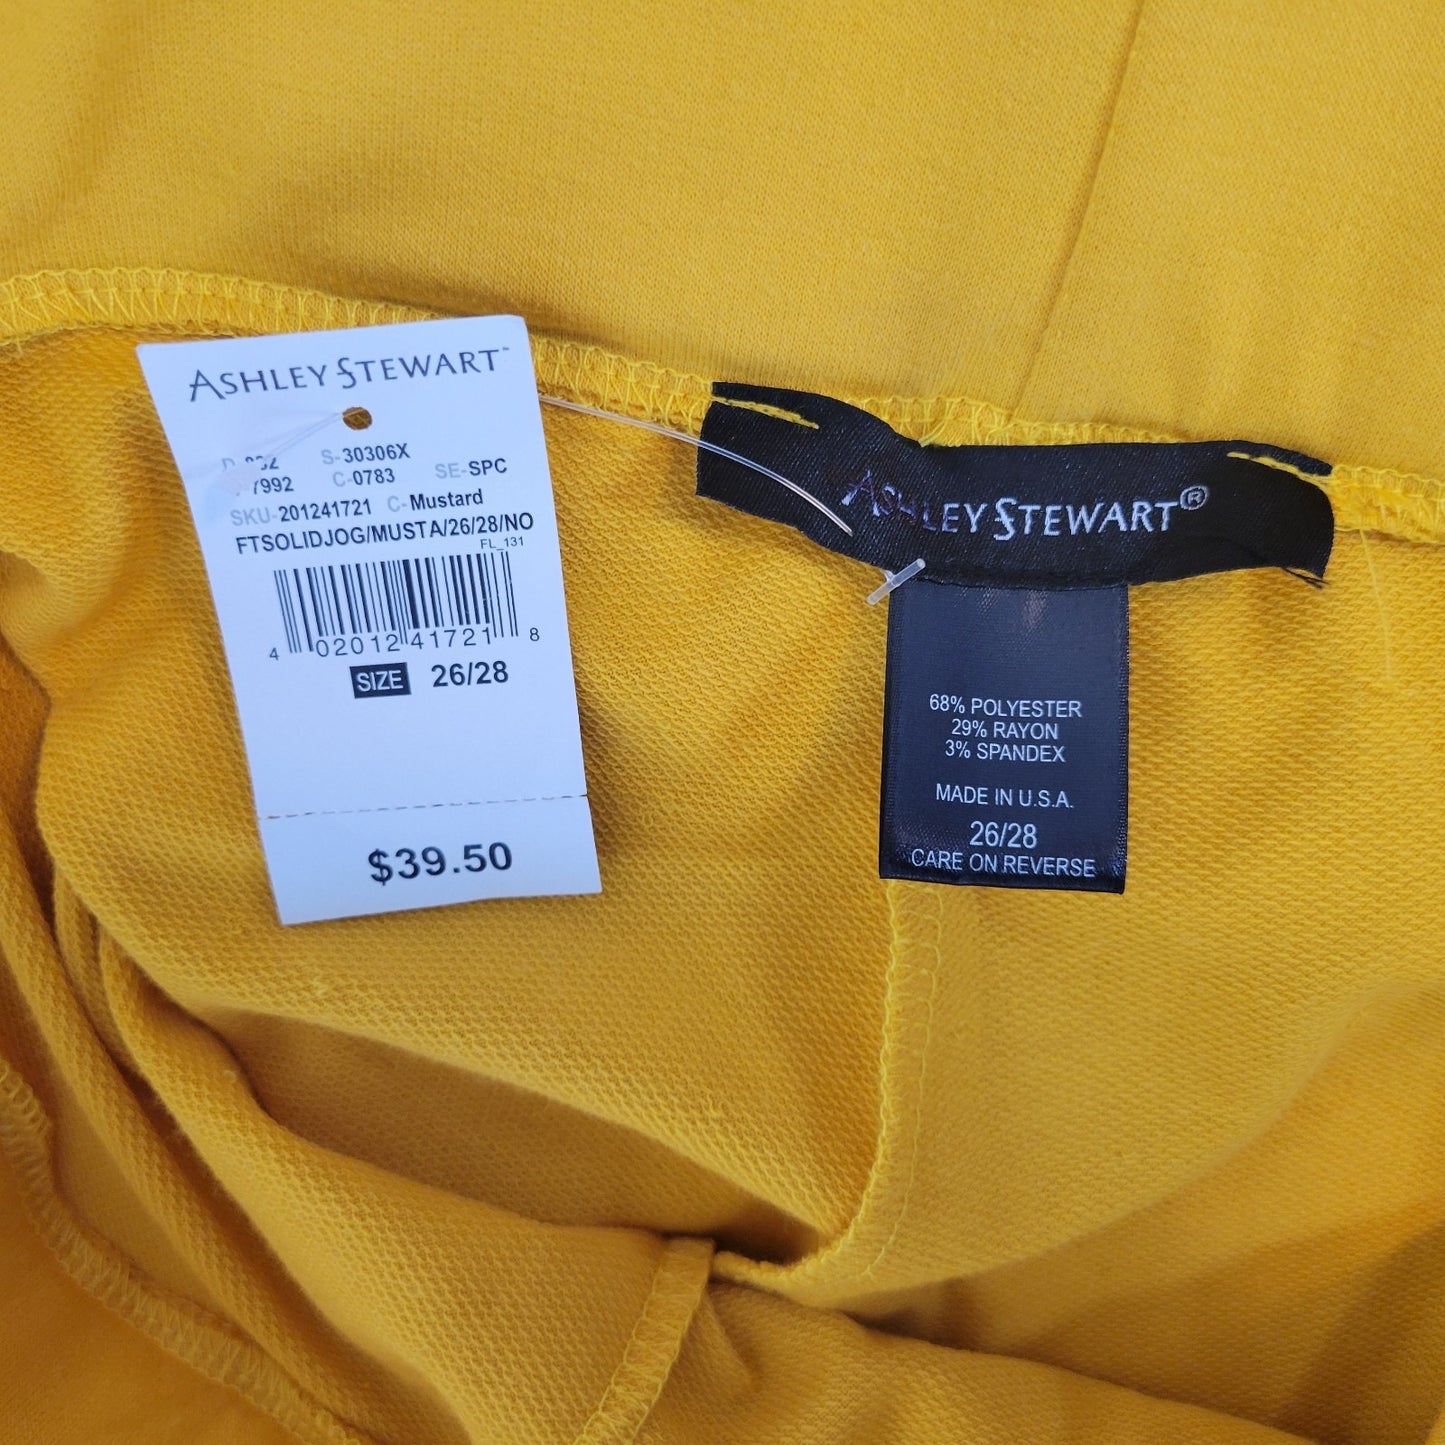 ASHLEY STEWART™
S-30306X
7992 C-0783 SE-SPC
SKU-201241721 C-Mustard
FTSOLIDJOG/MUSTA/26/28/NO
FL_131
4 02012 41721 8
SIZE 26/28
$39.50
ASHLEY STEWART®
68% POLYESTER
29% RAYON
3% SPANDEX
MADE IN U.S.A.
26/28
CARE ON REVERSE